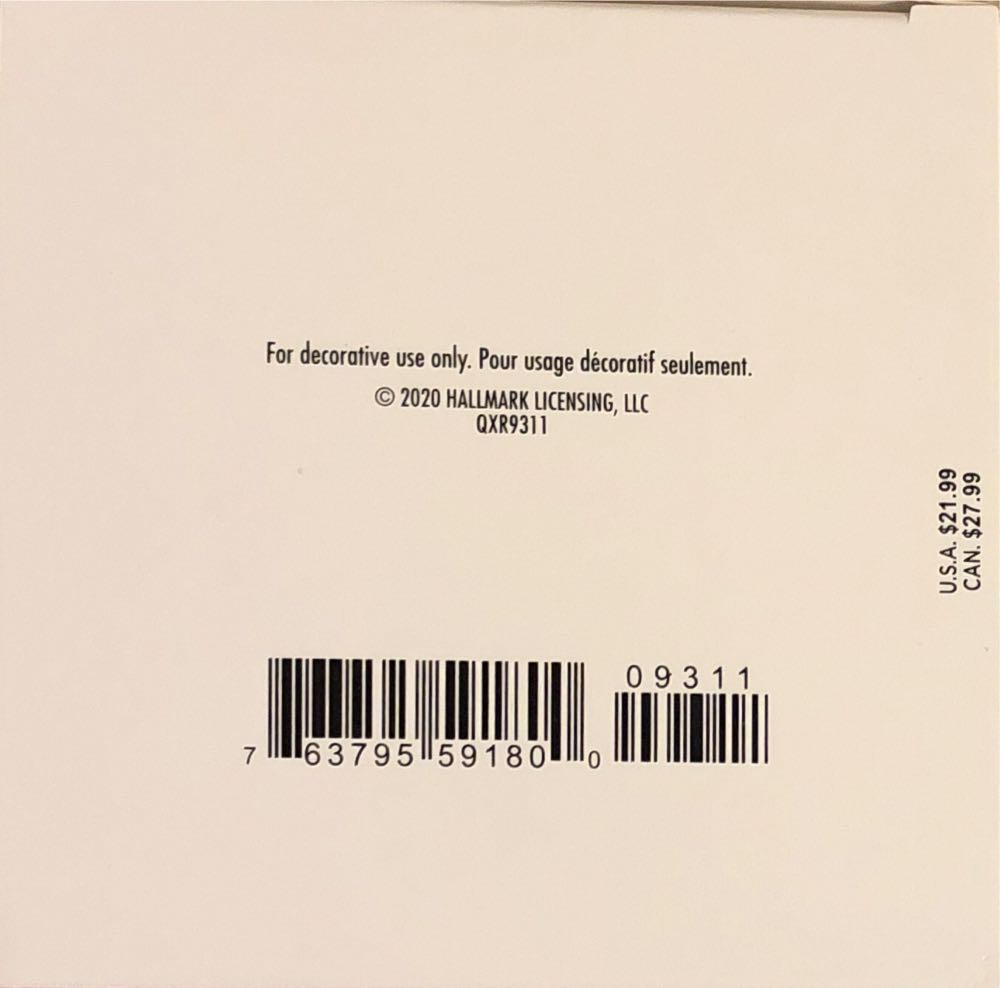 For decorative use only. Pour usage décoratif seulement.
© 2020 HALLMARK LICENSING, LLC
QXR9311
U.S.A. $21.99
CAN. $27.99
09311
7 63795 59180 0